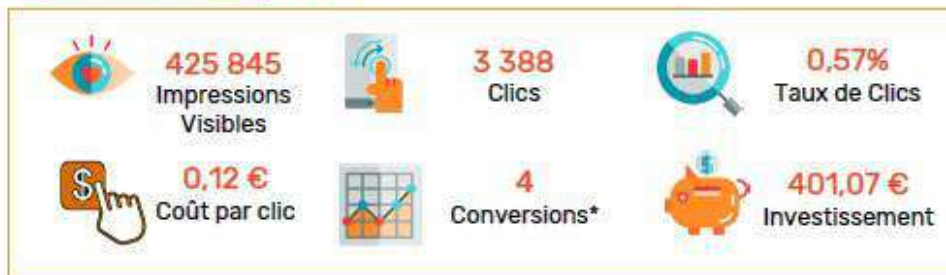 425 845
Impressions
Visibles
3 388
Clics
0,57%
Taux de Clics
$
0,12 €
Coût par clic
4
Conversions*
$
401,07 €
Investissement